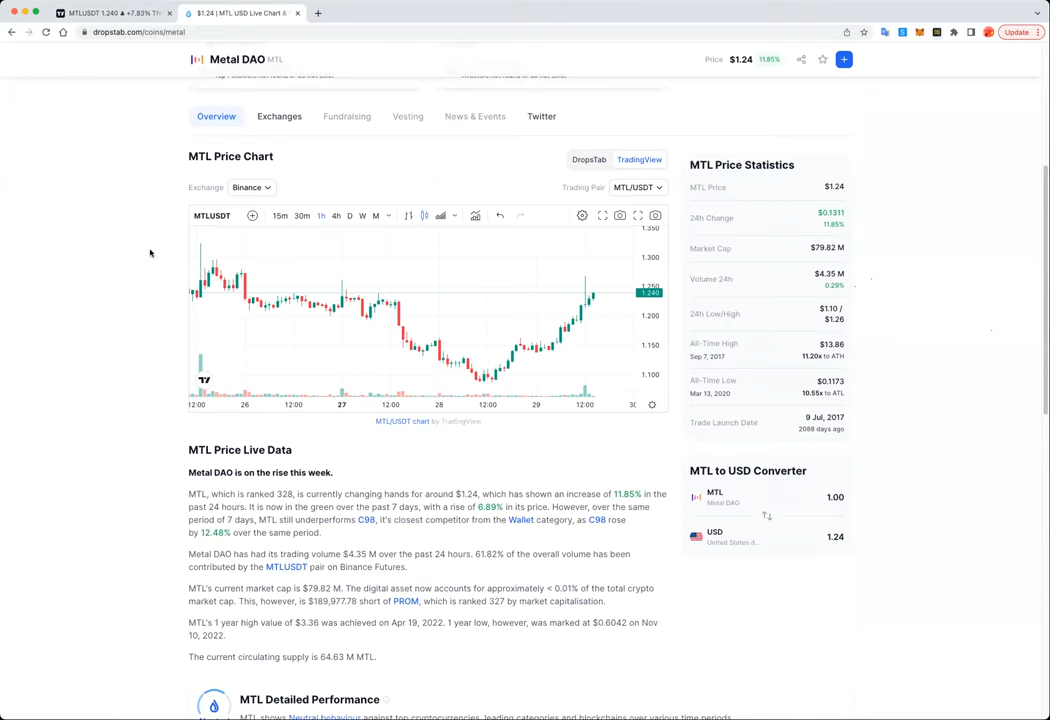 MTLUSDT 1.240 ▲ +7.83%
$1.24 | MTL USD Live Chart &
dropstab.com/coins/metal
Update
Metal DAO MTL
Price $1.24 11.85%
Overview Exchanges Fundraising Vesting News & Events Twitter
MTL Price Chart
DropsTab TradingView
Exchange Binance
Trading Pair MTL/USDT
MTLUSDT 15m 30m 1h 4h D W M
1.350
1.300
1.250
1.240
1.200
1.150
1.100
12:00 26 12:00 27 12:00 28 12:00 29 12:00 30
MTL/USDT chart by TradingView
MTL Price Statistics
MTL Price $1.24
24h Change $0.1311
11.85%
Market Cap $79.82 M
Volume 24h $4.35 M
0.29%
24h Low/High $1.10 /
$1.26
All-Time High $13.86
Sep 7, 2017 11.20x to ATH
All-Time Low $0.1173
Mar 13, 2020 10.55x to ATL
Trade Launch Date 9 Jul, 2017
2088 days ago
MTL to USD Converter
MTL 1.00
Metal DAO
USD 1.24
United States d...
MTL Price Live Data
Metal DAO is on the rise this week.
MTL, which is ranked 328, is currently changing hands for around $1.24, which has shown an increase of 11.85% in the
past 24 hours. It is now in the green over the past 7 days, with a rise of 6.89% in its price. However, over the same
period of 7 days, MTL still underperforms C98, it's closest competitor from the Wallet category, as C98 rose
by 12.48% over the same period.
Metal DAO has had its trading volume $4.35 M over the past 24 hours. 61.82% of the overall volume has been
contributed by the MTLUSDT pair on Binance Futures.
MTL's current market cap is $79.82 M. The digital asset now accounts for approximately < 0.01% of the total crypto
market cap. This, however, is $189,977.78 short of PROM, which is ranked 327 by market capitalisation.
MTL's 1 year high value of $3.36 was achieved on Apr 19, 2022. 1 year low, however, was marked at $0.6042 on Nov
10, 2022.
The current circulating supply is 64.63 M MTL.
MTL Detailed Performance
MTL shows Neutral behaviour against top cryptocurrencies, leading categories and blockchains over various time periods.